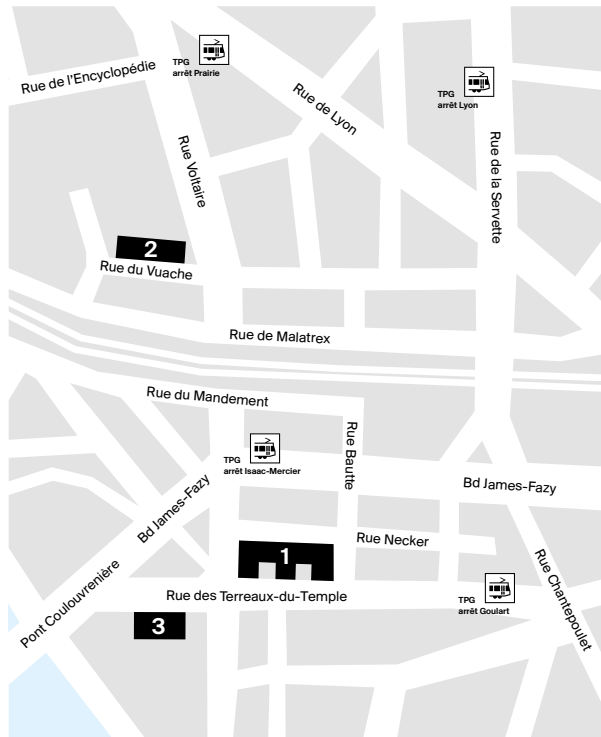 TPG
arrêt Prairie
Rue de l'Encyclopédie
TPG
arrêt Lyon
Rue de Lyon
Rue Voltaire
Rue de la Servette
2
Rue du Vuache
Rue de Malatrex
Rue du Mandement
TPG
arrêt Isaac-Mercier
Rue Bautte
Bd James-Fazy
Bd James-Fazy
1
Rue Necker
Rue Chantepoulet
Pont Coulouvrenière
Rue des Terreaux-du-Temple
TPG
arrêt Goulart
3